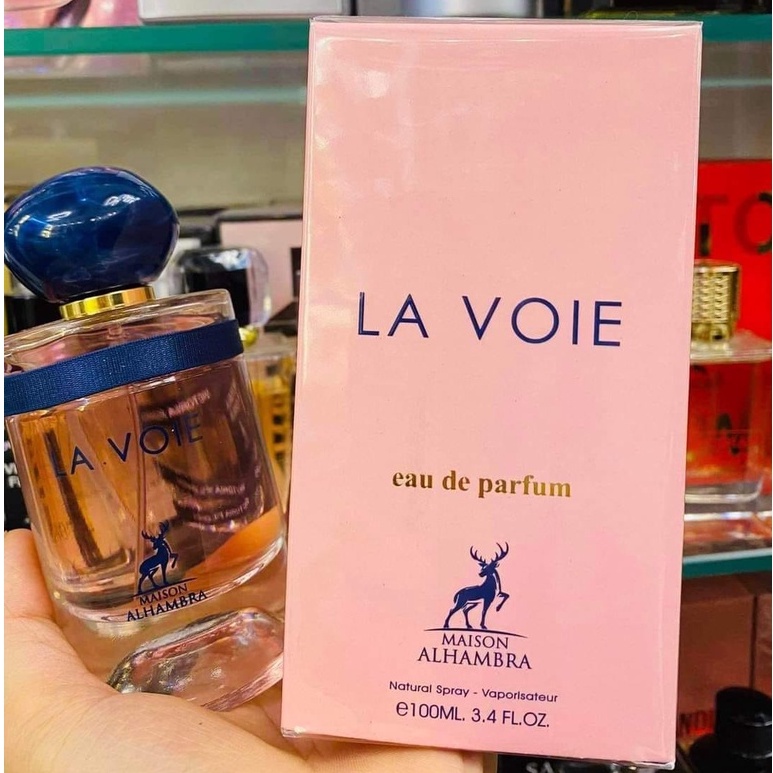 LA VOIE
eau de parfum
MAISON
ALHAMBRA
Natural Spray - Vaporisateur
℮100ML. 3.4 FL.OZ.
LA VOIE
MAISON
ALHAMBRA